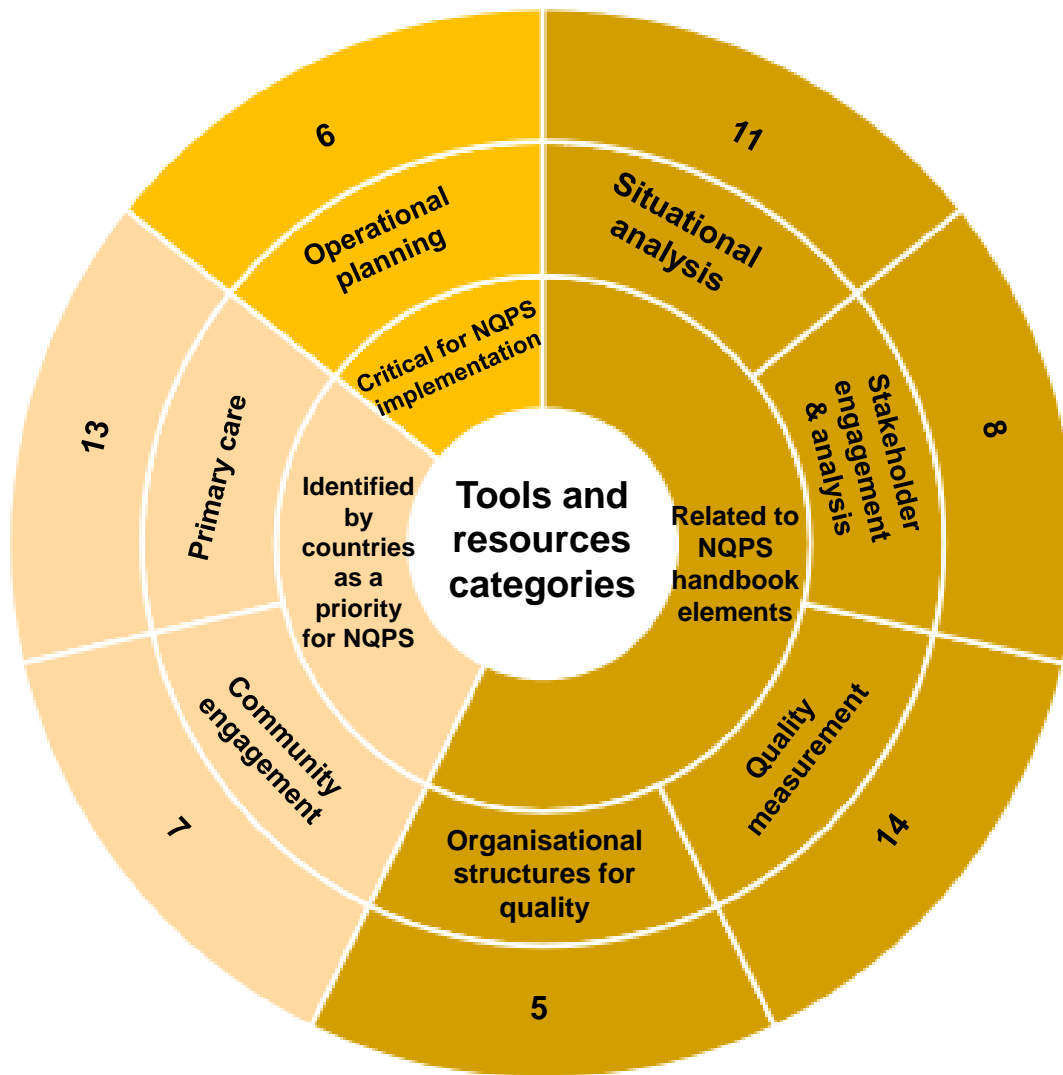 Tools and
resources
categories
Critical for NQPS
implementation
Operational
planning
6
Related to
NQPS
handbook
elements
Situational
analysis
11
Stakeholder
engagement
& analysis
8
Quality
measurement
14
Organisational
structures for
quality
5
Identified
by
countries
as a
priority
for NQPS
Community
engagement
7
Primary care
13